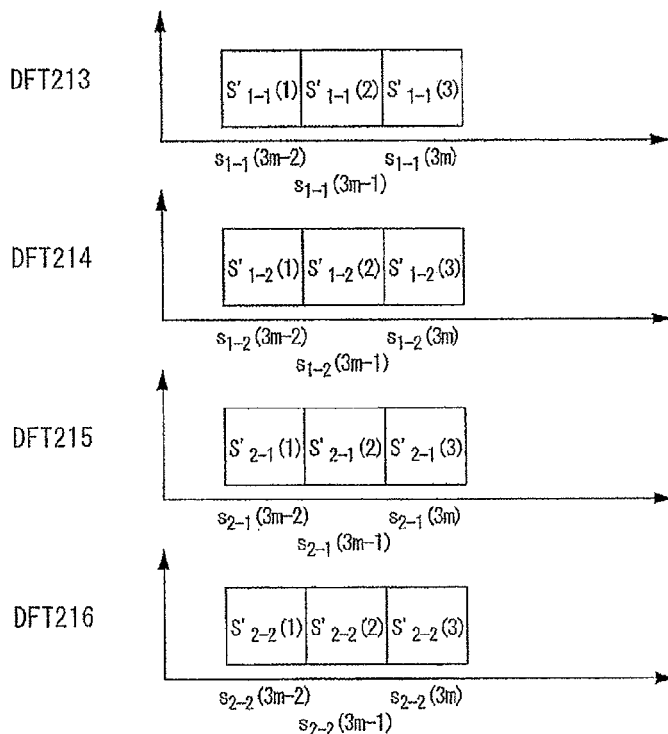 DFT213
S'1-1(1) S'1-1(2) S'1-1(3)
s1-1(3m-2) s1-1(3m)
s1-1(3m-1)
DFT214
S'1-2(1) S'1-2(2) S'1-2(3)
s1-2(3m-2) s1-2(3m)
s1-2(3m-1)
DFT215
S'2-1(1) S'2-1(2) S'2-1(3)
s2-1(3m-2) s2-1(3m)
s2-1(3m-1)
DFT216
S'2-2(1) S'2-2(2) S'2-2(3)
s2-2(3m-2) s2-2(3m)
s2-2(3m-1)